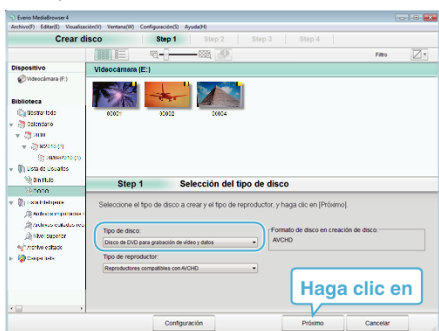 Everio MediaBrowser 4
Archivo(F) Editar(E) Visualización(V) Ventana(W) Configuración(S) Ayuda(H)
Crear disco
Step 1
Step 2
Step 3
Step 4
Filtro
Dispositivo
Videocámara (F:)
Videocámara (E:)
00001
00002
00004
Biblioteca
Mostrar todo
Calendario
Lista de Usuarios
Sin título
Nivel superior
Step 1
Selección del tipo de disco
Seleccione el tipo de disco a crear y el tipo de reproductor, y haga clic en [Próximo].
Tipo de disco:
Disco de DVD para grabación de vídeo y datos
Formato de disco en creación de disco
AVCHD
Tipo de reproductor:
Reproductores compatibles con AVCHD
Haga clic en
Configuración
Próximo
Cancelar